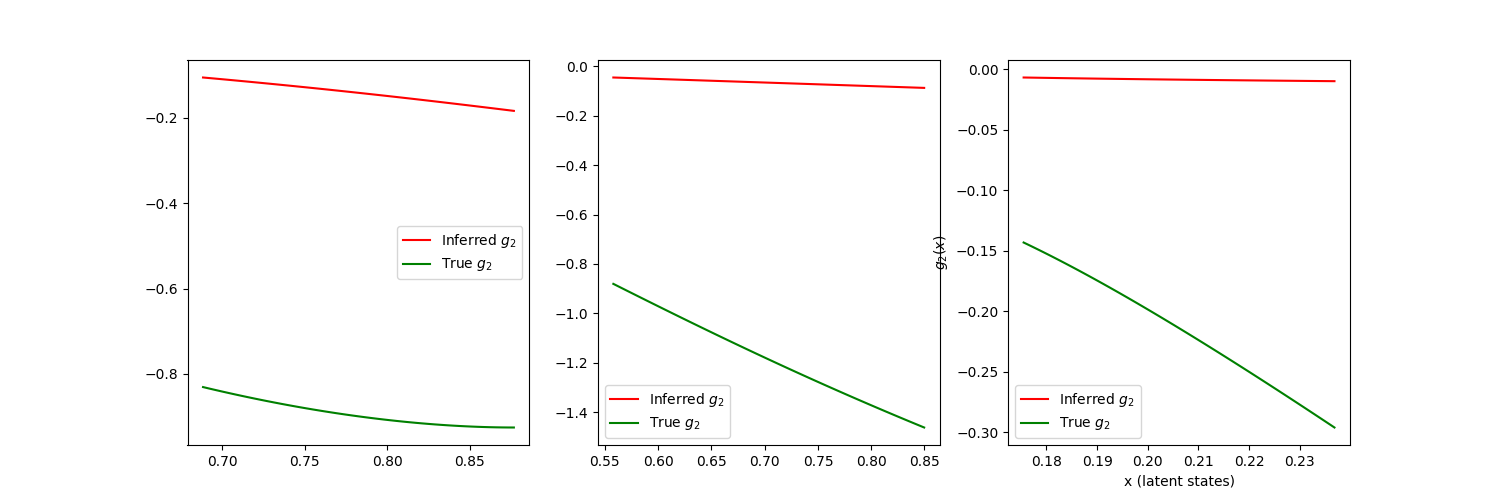 −0.2
−0.4
−0.6
−0.8
0.70 0.75 0.80 0.85
Inferred g₂
True g₂
0.0
−0.2
−0.4
−0.6
−0.8
−1.0
−1.2
−1.4
0.55 0.60 0.65 0.70 0.75 0.80 0.85
Inferred g₂
True g₂
g₂(x)
0.00
−0.05
−0.10
−0.15
−0.20
−0.25
−0.30
0.18 0.19 0.20 0.21 0.22 0.23
x (latent states)
Inferred g₂
True g₂